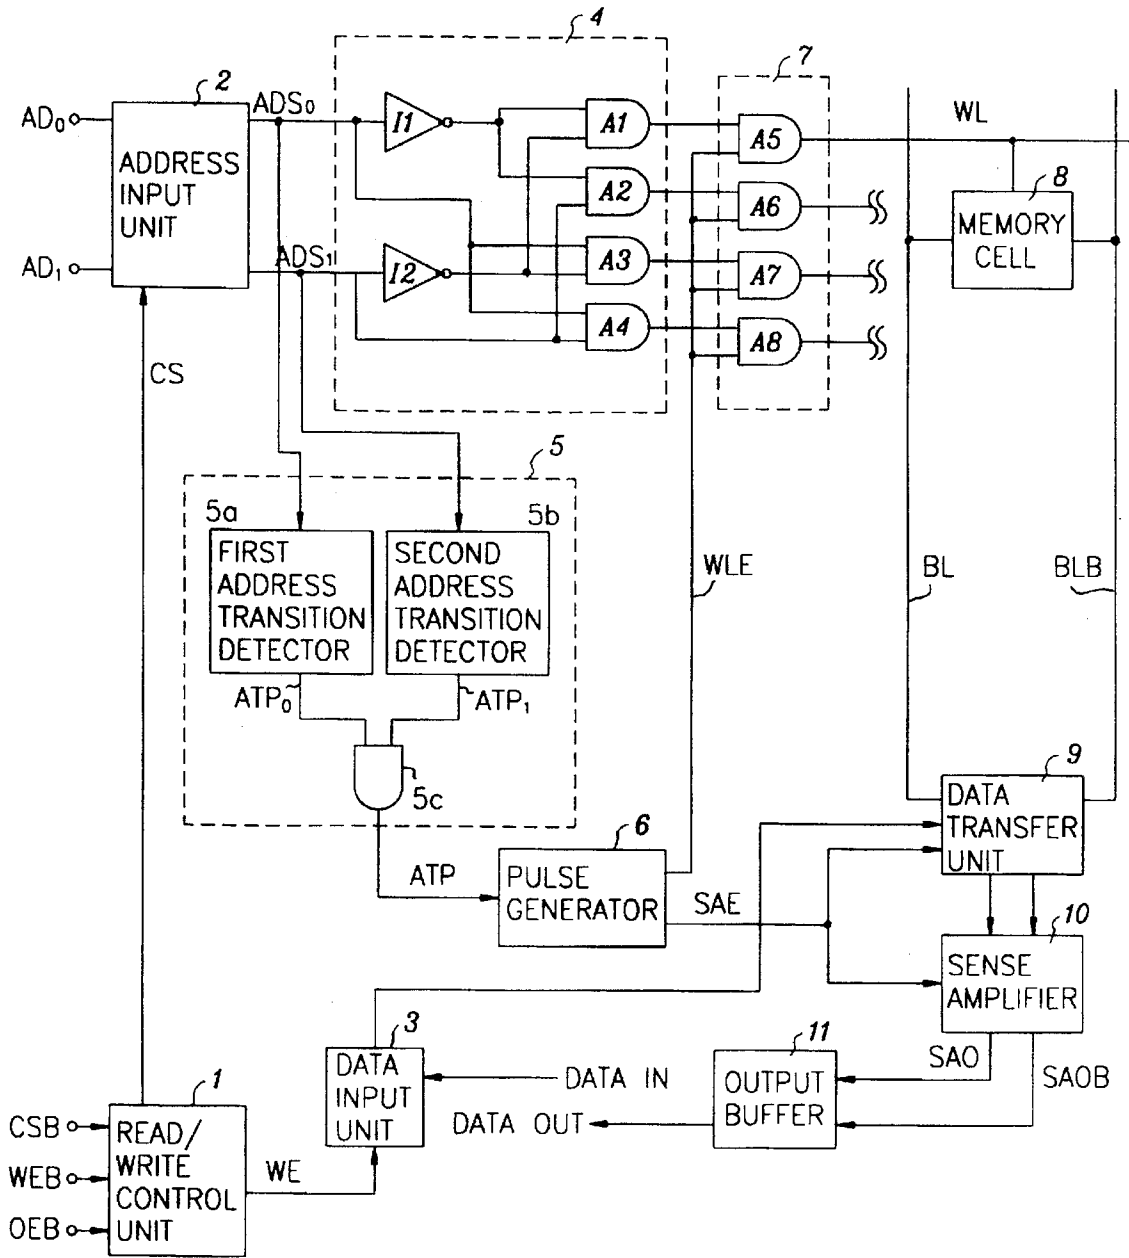 4
2
7
AD0
ADDRESS
INPUT
UNIT
ADS0
I1
A1
A5
WL
A2
A6
8
MEMORY
CELL
AD1
ADS1
I2
A3
A7
A4
A8
CS
5
5a
5b
FIRST
ADDRESS
TRANSITION
DETECTOR
SECOND
ADDRESS
TRANSITION
DETECTOR
WLE
BL
BLB
ATP0
ATP1
5c
9
DATA
TRANSFER
UNIT
6
ATP
PULSE
GENERATOR
SAE
10
SENSE
AMPLIFIER
3
DATA
INPUT
UNIT
DATA IN
DATA OUT
11
OUTPUT
BUFFER
SAO
SAOB
1
CSB
WEB
OEB
READ/
WRITE
CONTROL
UNIT
WE